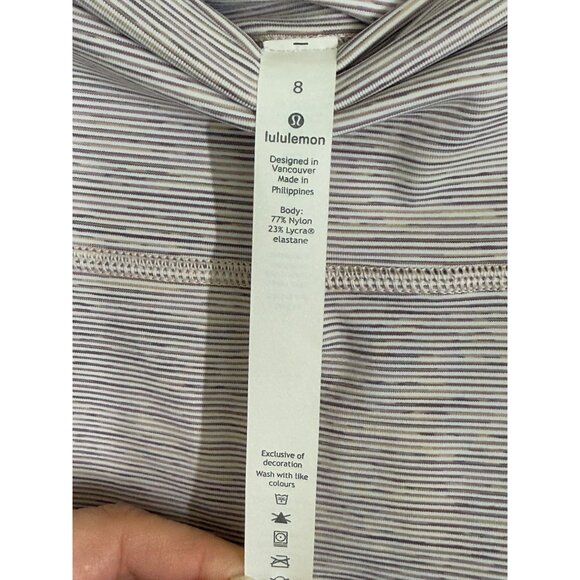 8
lululemon
Designed in
Vancouver
Made in
Philippines
Body:
77% Nylon
23% Lycra®
elastane
Exclusive of
decoration
Wash with like
colours